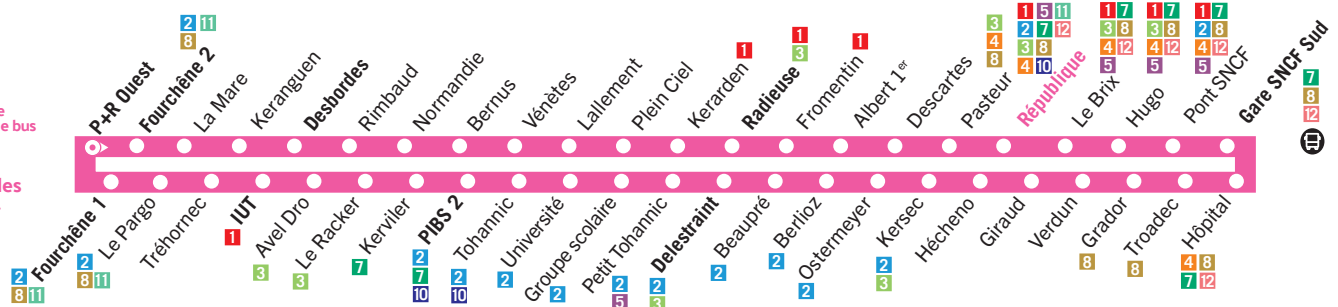 e
e bus
les
P+R Ouest
2 11
8
Fourchêne 2
La Mare
Keranguen
Desbordes
Rimbaud
Normandie
Bernus
Vénètes
Lallement
Plein Ciel
Kerarden
1
Radieuse
1
3
Fromentin
1
Albert 1er
Descartes
Pasteur
3
4
8
République
1 5 11
2 7 12
3 8
4 10
Le Brix
1 7
3 8
4 12
5
Hugo
1 7
3 8
4 12
5
Pont SNCF
1 7
2 8
4 12
5
Gare SNCF Sud
7
8
12
Fourchêne 1
2
8 11
Le Pargo
2
8 11
Tréhornec
IUT
1
Avel Dro
3
Le Racker
3
Kerviler
7
PIBS 2
2
7
10
Tohannic
2
10
Université
2
Groupe scolaire
2
Petit Tohannic
2
5
Delestraint
2
3
Beaupré
2
Berlioz
2
Ostermeyer
2
Kersec
2
3
Hécheno
Giraud
Verdun
Grador
8
Troadec
8
Hôpital
4 8
7 12